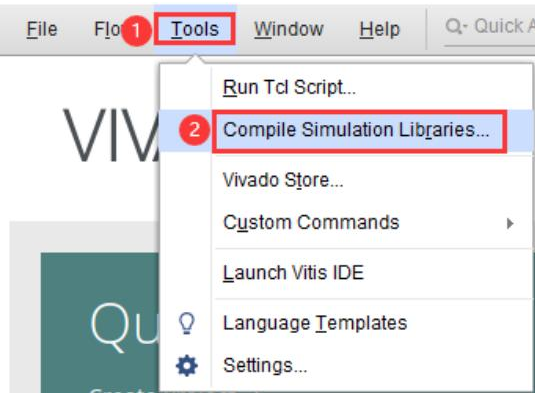 File Flo 1 Tools Window Help Q- Quick A
Run Tcl Script...
VIV
2 Compile Simulation Libraries...
Vivado Store...
Custom Commands
Launch Vitis IDE
Qu
Language Templates
Settings...